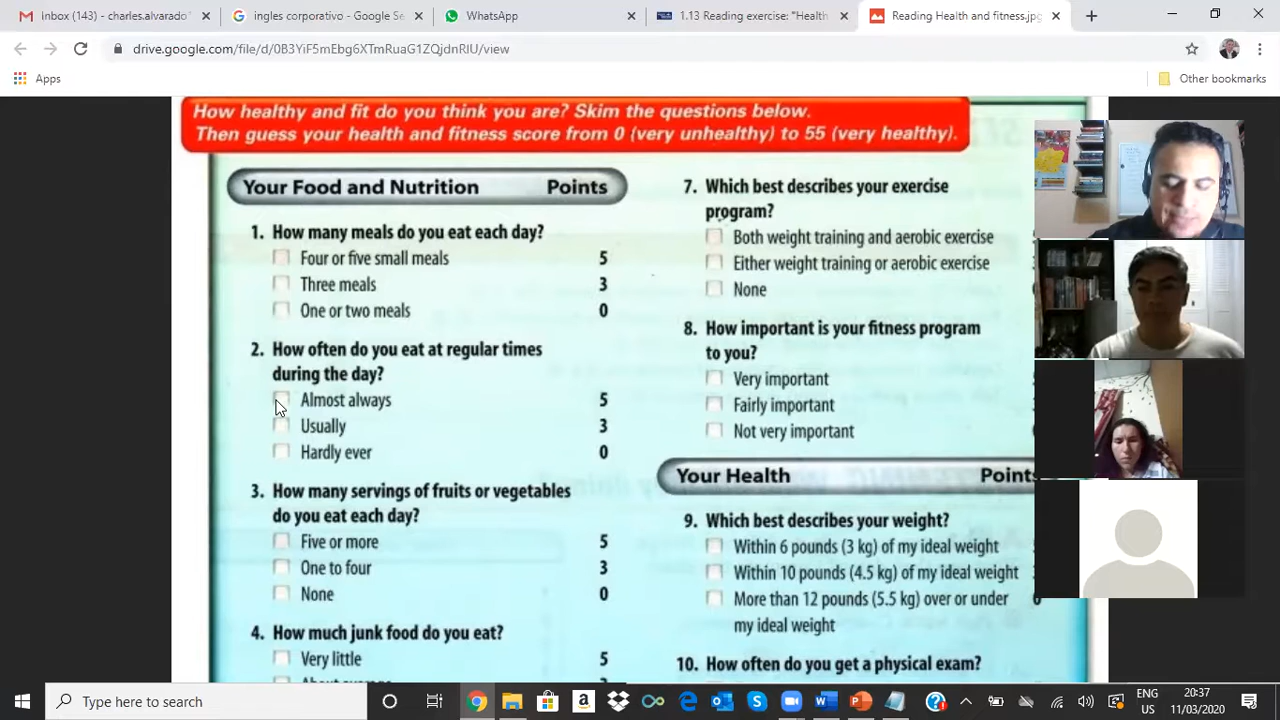 Inbox (143) - charles.alvarado
ingles corporativo - Google Se
WhatsApp
1.13 Reading exercise: "Health
Reading Health and fitness.jpg
drive.google.com/file/d/0B3YiF5mEbg6XTmRuaG1ZQjdnRlU/view
Apps
Other bookmarks
How healthy and fit do you think you are? Skim the questions below.
Then guess your health and fitness score from 0 (very unhealthy) to 55 (very healthy).
Your Food and Nutrition Points
1. How many meals do you eat each day?
Four or five small meals 5
Three meals 3
One or two meals 0
2. How often do you eat at regular times
during the day?
Almost always 5
Usually 3
Hardly ever 0
3. How many servings of fruits or vegetables
do you eat each day?
Five or more 5
One to four 3
None 0
4. How much junk food do you eat?
Very little 5
About average
7. Which best describes your exercise
program?
Both weight training and aerobic exercise
Either weight training or aerobic exercise
None
8. How important is your fitness program
to you?
Very important
Fairly important
Not very important
Your Health Points
9. Which best describes your weight?
Within 6 pounds (3 kg) of my ideal weight
Within 10 pounds (4.5 kg) of my ideal weight
More than 12 pounds (5.5 kg) over or under 0
my ideal weight
10. How often do you get a physical exam?
Type here to search
ENG
US
20:37
11/03/2020